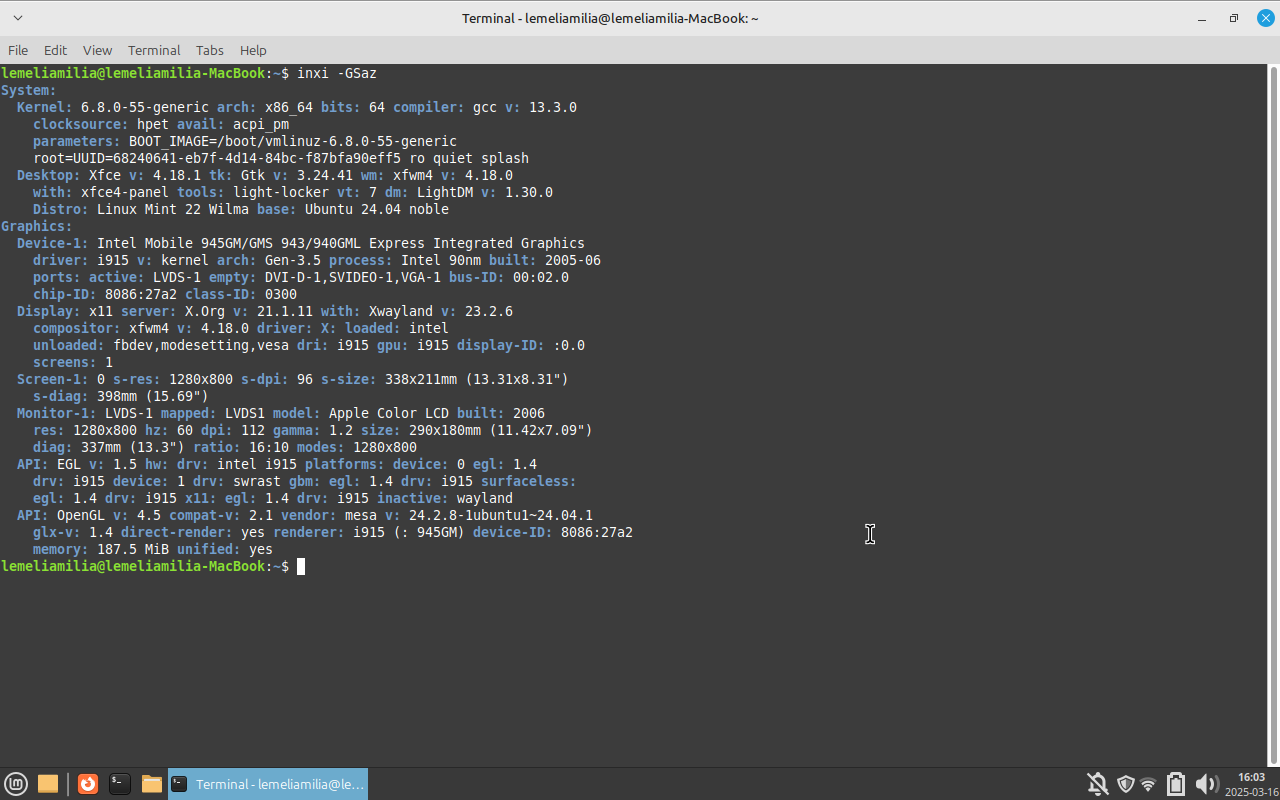 Terminal - lemeliamilia@lemeliamilia-MacBook: ~
File Edit View Terminal Tabs Help
lemeliamilia@lemeliamilia-MacBook:~$ inxi -GSaz
System:
Kernel: 6.8.0-55-generic arch: x86_64 bits: 64 compiler: gcc v: 13.3.0
clocksource: hpet avail: acpi_pm
parameters: BOOT_IMAGE=/boot/vmlinuz-6.8.0-55-generic
root=UUID=68240641-eb7f-4d14-84bc-f87bfa90eff5 ro quiet splash
Desktop: Xfce v: 4.18.1 tk: Gtk v: 3.24.41 wm: xfwm4 v: 4.18.0
with: xfce4-panel tools: light-locker vt: 7 dm: LightDM v: 1.30.0
Distro: Linux Mint 22 Wilma base: Ubuntu 24.04 noble
Graphics:
Device-1: Intel Mobile 945GM/GMS 943/940GML Express Integrated Graphics
driver: i915 v: kernel arch: Gen-3.5 process: Intel 90nm built: 2005-06
ports: active: LVDS-1 empty: DVI-D-1,SVIDEO-1,VGA-1 bus-ID: 00:02.0
chip-ID: 8086:27a2 class-ID: 0300
Display: x11 server: X.Org v: 21.1.11 with: Xwayland v: 23.2.6
compositor: xfwm4 v: 4.18.0 driver: X: loaded: intel
unloaded: fbdev,modesetting,vesa dri: i915 gpu: i915 display-ID: :0.0
screens: 1
Screen-1: 0 s-res: 1280x800 s-dpi: 96 s-size: 338x211mm (13.31x8.31")
s-diag: 398mm (15.69")
Monitor-1: LVDS-1 mapped: LVDS1 model: Apple Color LCD built: 2006
res: 1280x800 hz: 60 dpi: 112 gamma: 1.2 size: 290x180mm (11.42x7.09")
diag: 337mm (13.3") ratio: 16:10 modes: 1280x800
API: EGL v: 1.5 hw: drv: intel i915 platforms: device: 0 egl: 1.4
drv: i915 device: 1 drv: swrast gbm: egl: 1.4 drv: i915 surfaceless:
egl: 1.4 drv: i915 x11: egl: 1.4 drv: i915 inactive: wayland
API: OpenGL v: 4.5 compat-v: 2.1 vendor: mesa v: 24.2.8-1ubuntu1~24.04.1
glx-v: 1.4 direct-render: yes renderer: i915 (: 945GM) device-ID: 8086:27a2
memory: 187.5 MiB unified: yes
lemeliamilia@lemeliamilia-MacBook:~$
Terminal - lemeliamilia@le...
16:03
2025-03-16